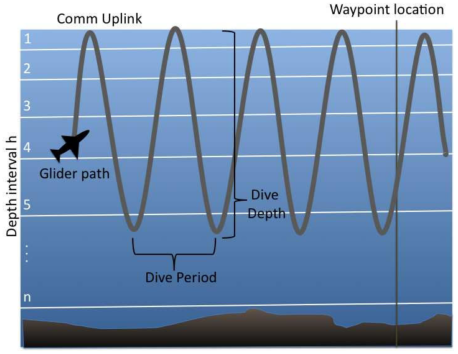 Waypoint location
Comm Uplink
1
2
3
4
Glider path
Depth interval h
Dive
Depth
5
Dive Period
n